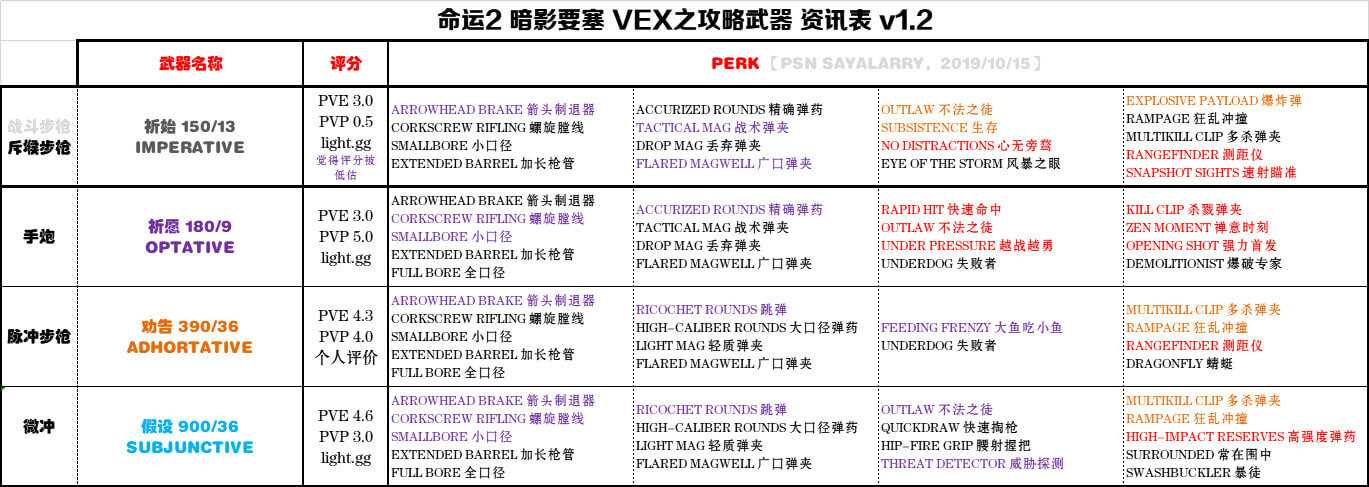 命运2 暗影要塞 VEX之攻略武器 资讯表 v1.2
武器名称
评分
PERK【PSN SAYALARRY，2019/10/15】
战斗步枪
斥堠步枪
祈始 150/13
IMPERATIVE
PVE 3.0
PVP 0.5
light.gg
觉得评分被
低估
ARROWHEAD BRAKE 箭头制退器
CORKSCREW RIFLING 螺旋膛线
SMALLBORE 小口径
EXTENDED BARREL 加长枪管
ACCURIZED ROUNDS 精确弹药
TACTICAL MAG 战术弹夹
DROP MAG 丢弃弹夹
FLARED MAGWELL 广口弹夹
OUTLAW 不法之徒
SUBSISTENCE 生存
NO DISTRACTIONS 心无旁骛
EYE OF THE STORM 风暴之眼
EXPLOSIVE PAYLOAD 爆炸弹
RAMPAGE 狂乱冲撞
MULTIKILL CLIP 多杀弹夹
RANGEFINDER 测距仪
SNAPSHOT SIGHTS 速射瞄准
手炮
祈愿 180/9
OPTATIVE
PVE 3.0
PVP 5.0
light.gg
ARROWHEAD BRAKE 箭头制退器
CORKSCREW RIFLING 螺旋膛线
SMALLBORE 小口径
EXTENDED BARREL 加长枪管
FULL BORE 全口径
ACCURIZED ROUNDS 精确弹药
TACTICAL MAG 战术弹夹
DROP MAG 丢弃弹夹
FLARED MAGWELL 广口弹夹
RAPID HIT 快速命中
OUTLAW 不法之徒
UNDER PRESSURE 越战越勇
UNDERDOG 失败者
KILL CLIP 杀戮弹夹
ZEN MOMENT 禅意时刻
OPENING SHOT 强力首发
DEMOLITIONIST 爆破专家
脉冲步枪
劝告 390/36
ADHORTATIVE
PVE 4.3
PVP 4.0
个人评价
ARROWHEAD BRAKE 箭头制退器
CORKSCREW RIFLING 螺旋膛线
SMALLBORE 小口径
EXTENDED BARREL 加长枪管
FULL BORE 全口径
RICOCHET ROUNDS 跳弹
HIGH-CALIBER ROUNDS 大口径弹药
LIGHT MAG 轻质弹夹
FLARED MAGWELL 广口弹夹
FEEDING FRENZY 大鱼吃小鱼
UNDERDOG 失败者
MULTIKILL CLIP 多杀弹夹
RAMPAGE 狂乱冲撞
RANGEFINDER 测距仪
DRAGONFLY 蜻蜓
微冲
假设 900/36
SUBJUNCTIVE
PVE 4.6
PVP 3.0
light.gg
ARROWHEAD BRAKE 箭头制退器
CORKSCREW RIFLING 螺旋膛线
SMALLBORE 小口径
EXTENDED BARREL 加长枪管
FULL BORE 全口径
RICOCHET ROUNDS 跳弹
HIGH-CALIBER ROUNDS 大口径弹药
LIGHT MAG 轻质弹夹
FLARED MAGWELL 广口弹夹
OUTLAW 不法之徒
QUICKDRAW 快速掏枪
HIP-FIRE GRIP 腰射握把
THREAT DETECTOR 威胁探测
MULTIKILL CLIP 多杀弹夹
RAMPAGE 狂乱冲撞
HIGH-IMPACT RESERVES 高强度弹药
SURROUNDED 常在围中
SWASHBUCKLER 暴徒